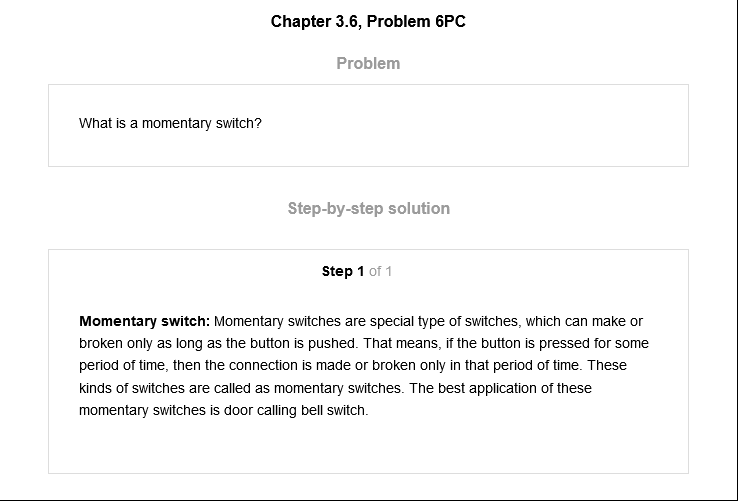 Chapter 3.6, Problem 6PC
Problem
What is a momentary switch?
Step-by-step solution
Step 1 of 1
Momentary switch: Momentary switches are special type of switches, which can make or
broken only as long as the button is pushed. That means, if the button is pressed for some
period of time, then the connection is made or broken only in that period of time. These
kinds of switches are called as momentary switches. The best application of these
momentary switches is door calling bell switch.